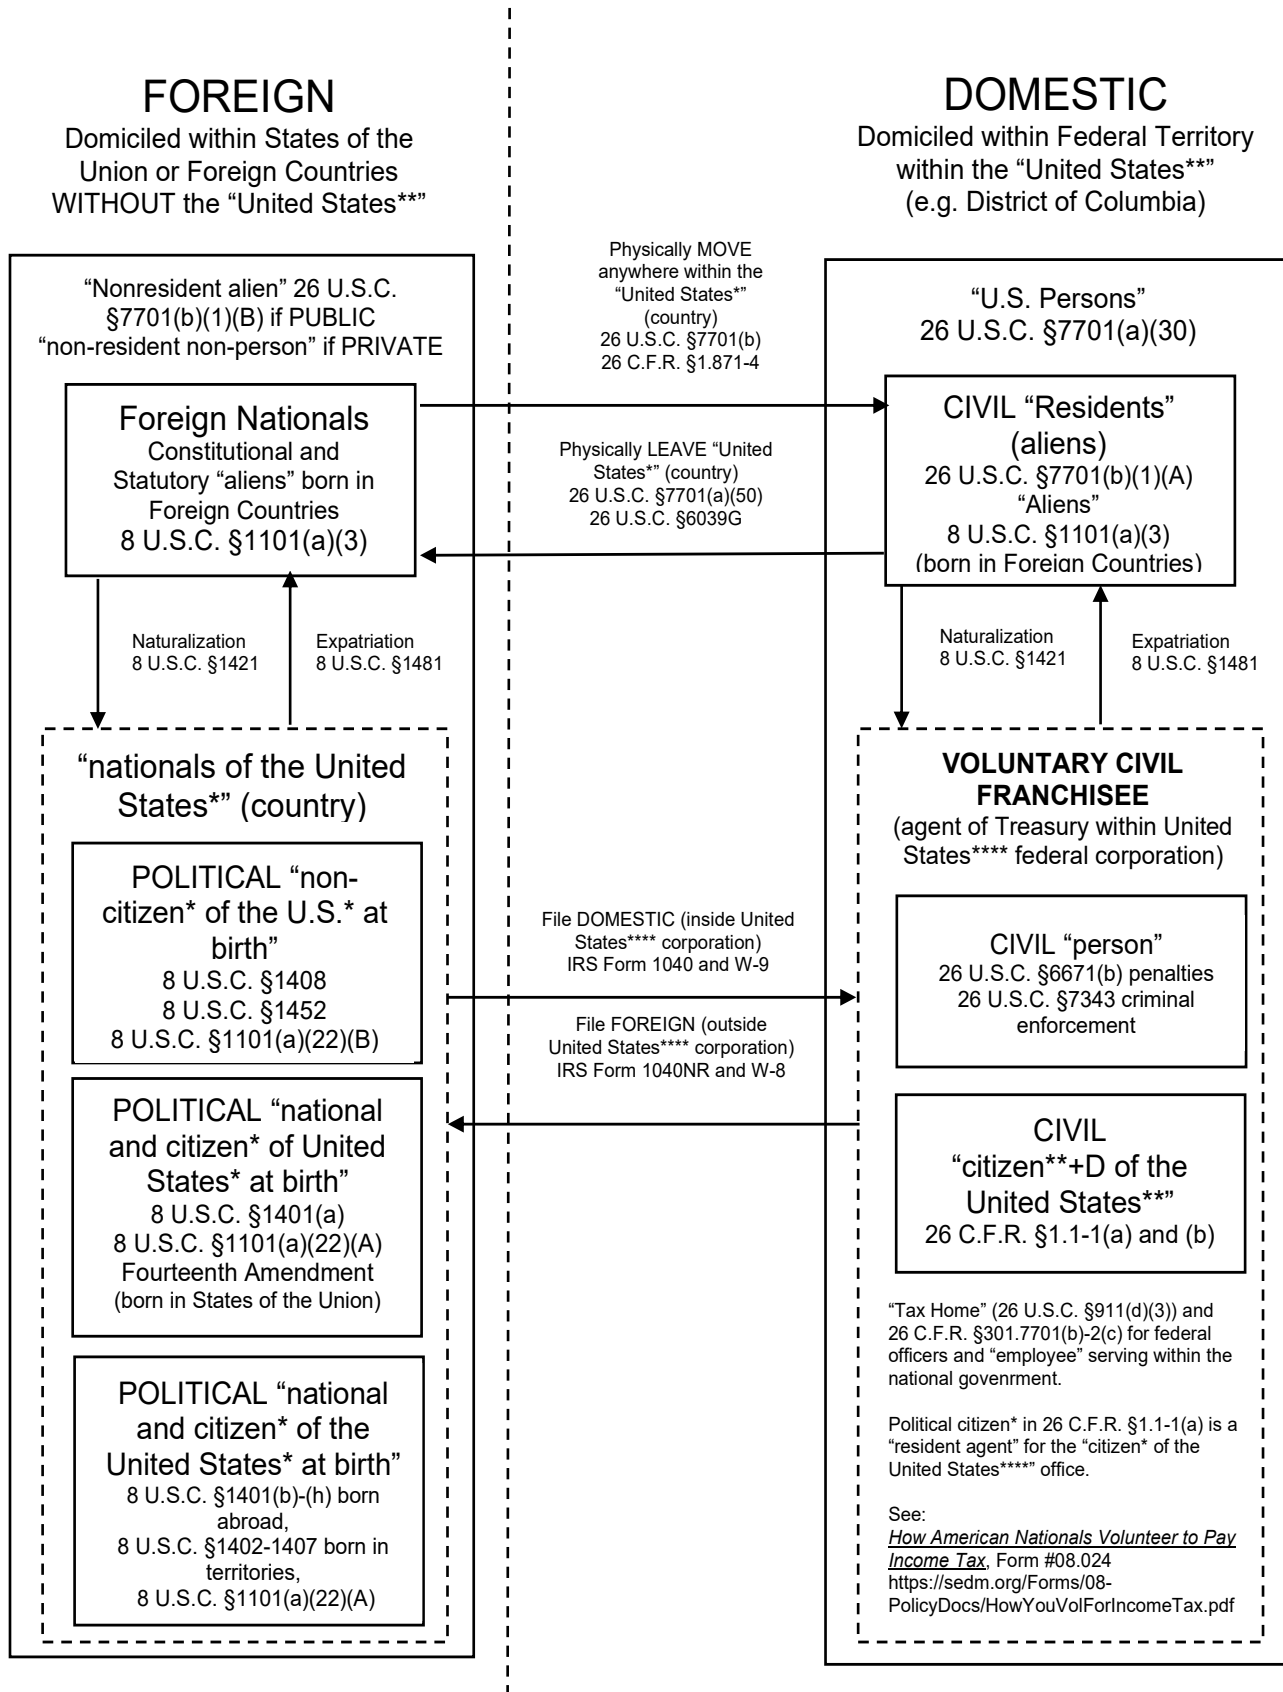 FOREIGN
Domiciled within States of the
Union or Foreign Countries
WITHOUT the “United States**”
DOMESTIC
Domiciled within Federal Territory
within the “United States**”
(e.g. District of Columbia)
“Nonresident alien” 26 U.S.C.
§7701(b)(1)(B) if PUBLIC
“non-resident non-person” if PRIVATE
Physically MOVE
anywhere within the
“United States*”
(country)
26 U.S.C. §7701(b)
26 C.F.R. §1.871-4
“U.S. Persons”
26 U.S.C. §7701(a)(30)
Foreign Nationals
Constitutional and
Statutory “aliens” born in
Foreign Countries
8 U.S.C. §1101(a)(3)
Physically LEAVE “United
States*” (country)
26 U.S.C. §7701(a)(50)
26 U.S.C. §6039G
CIVIL “Residents”
(aliens)
26 U.S.C. §7701(b)(1)(A)
“Aliens”
8 U.S.C. §1101(a)(3)
(born in Foreign Countries)
Naturalization
8 U.S.C. §1421
Expatriation
8 U.S.C. §1481
Naturalization
8 U.S.C. §1421
Expatriation
8 U.S.C. §1481
“nationals of the United
States*” (country)
POLITICAL “non-
citizen* of the U.S.* at
birth”
8 U.S.C. §1408
8 U.S.C. §1452
8 U.S.C. §1101(a)(22)(B)
POLITICAL “national
and citizen* of United
States* at birth”
8 U.S.C. §1401(a)
8 U.S.C. §1101(a)(22)(A)
Fourteenth Amendment
(born in States of the Union)
POLITICAL “national
and citizen* of the
United States* at birth”
8 U.S.C. §1401(b)-(h) born
abroad,
8 U.S.C. §1402-1407 born in
territories,
8 U.S.C. §1101(a)(22)(A)
File DOMESTIC (inside United
States**** corporation)
IRS Form 1040 and W-9
File FOREIGN (outside
United States**** corporation)
IRS Form 1040NR and W-8
VOLUNTARY CIVIL
FRANCHISEE
(agent of Treasury within United
States**** federal corporation)
CIVIL “person”
26 U.S.C. §6671(b) penalties
26 U.S.C. §7343 criminal
enforcement
CIVIL
“citizen**+D of the
United States**”
26 C.F.R. §1.1-1(a) and (b)
“Tax Home” (26 U.S.C. §911(d)(3)) and
26 C.F.R. §301.7701(b)-2(c) for federal
officers and “employee” serving within the
national govenrment.
Political citizen* in 26 C.F.R. §1.1-1(a) is a
“resident agent” for the “citizen* of the
United States****” office.
See:
How American Nationals Volunteer to Pay
Income Tax, Form #08.024
https://sedm.org/Forms/08-
PolicyDocs/HowYouVolForIncomeTax.pdf